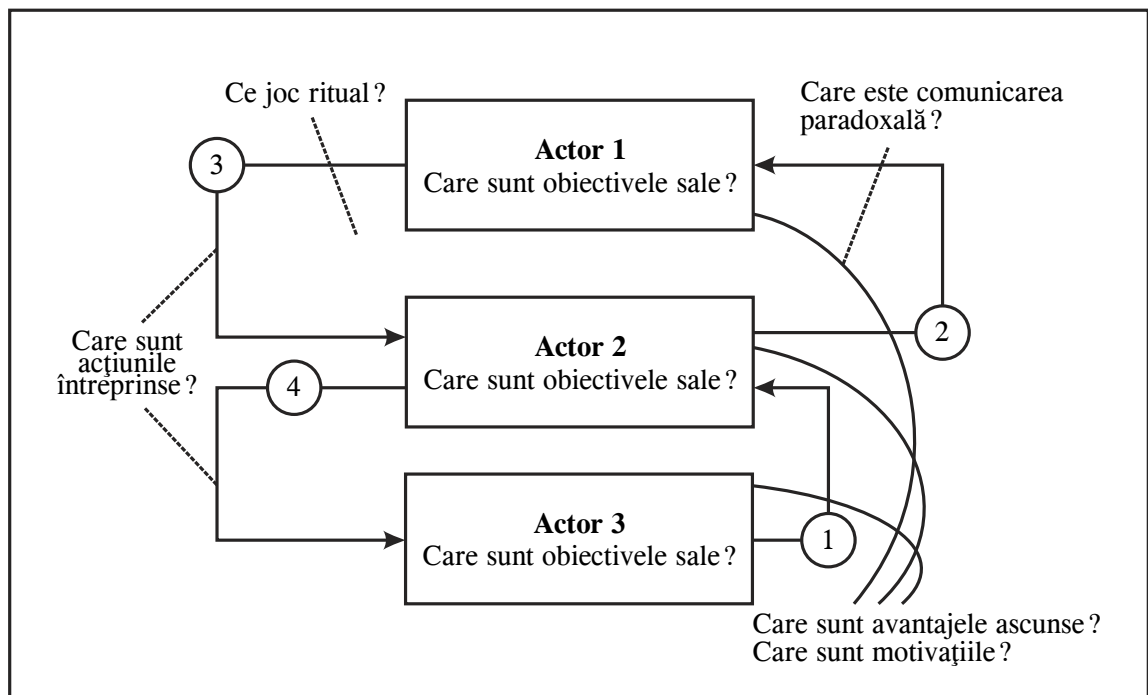 Ce joc ritual ?
Care este comunicarea
paradoxală ?
Actor 1
Care sunt obiectivele sale ?
3
Actor 2
Care sunt obiectivele sale ?
2
Care sunt
acţiunile
întreprinse ?
4
Actor 3
Care sunt obiectivele sale ?
1
Care sunt avantajele ascunse ?
Care sunt motivaţiile ?